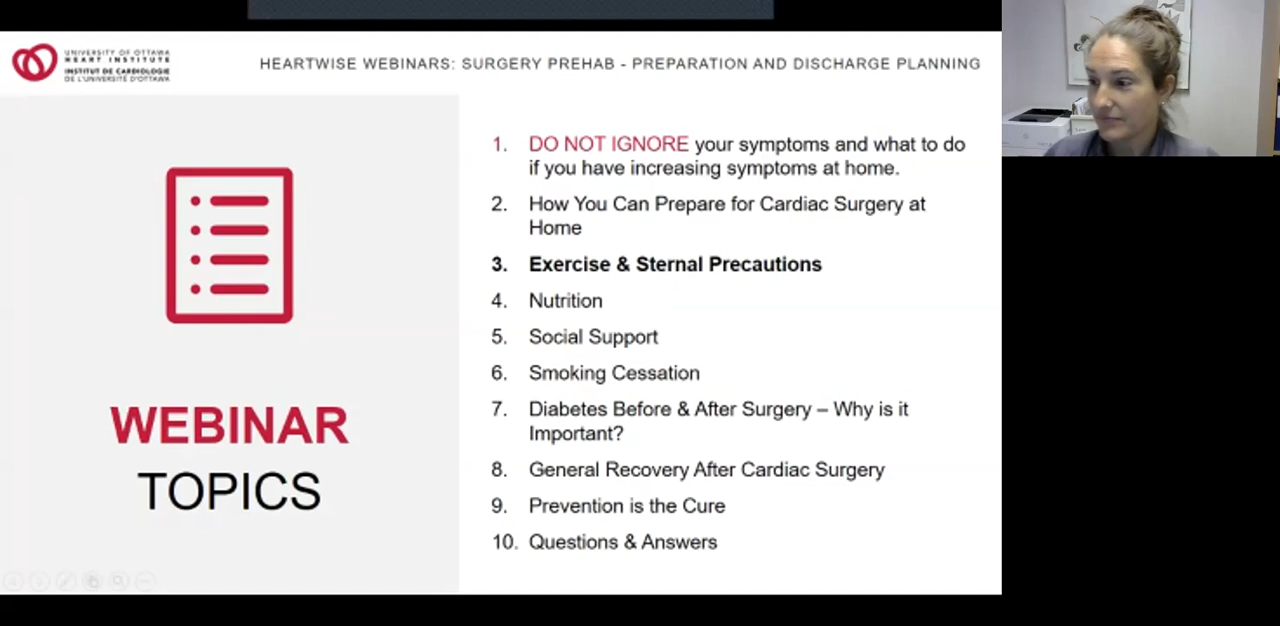 UNIVERSITY OF OTTAWA
HEART INSTITUTE
INSTITUT DE CARDIOLOGIE
DE L'UNIVERSITÉ D'OTTAWA
HEARTWISE WEBINARS: SURGERY PREHAB - PREPARATION AND DISCHARGE PLANNING
WEBINAR
TOPICS
1. DO NOT IGNORE your symptoms and what to do
if you have increasing symptoms at home.
2. How You Can Prepare for Cardiac Surgery at
Home
3. Exercise & Sternal Precautions
4. Nutrition
5. Social Support
6. Smoking Cessation
7. Diabetes Before & After Surgery – Why is it
Important?
8. General Recovery After Cardiac Surgery
9. Prevention is the Cure
10. Questions & Answers